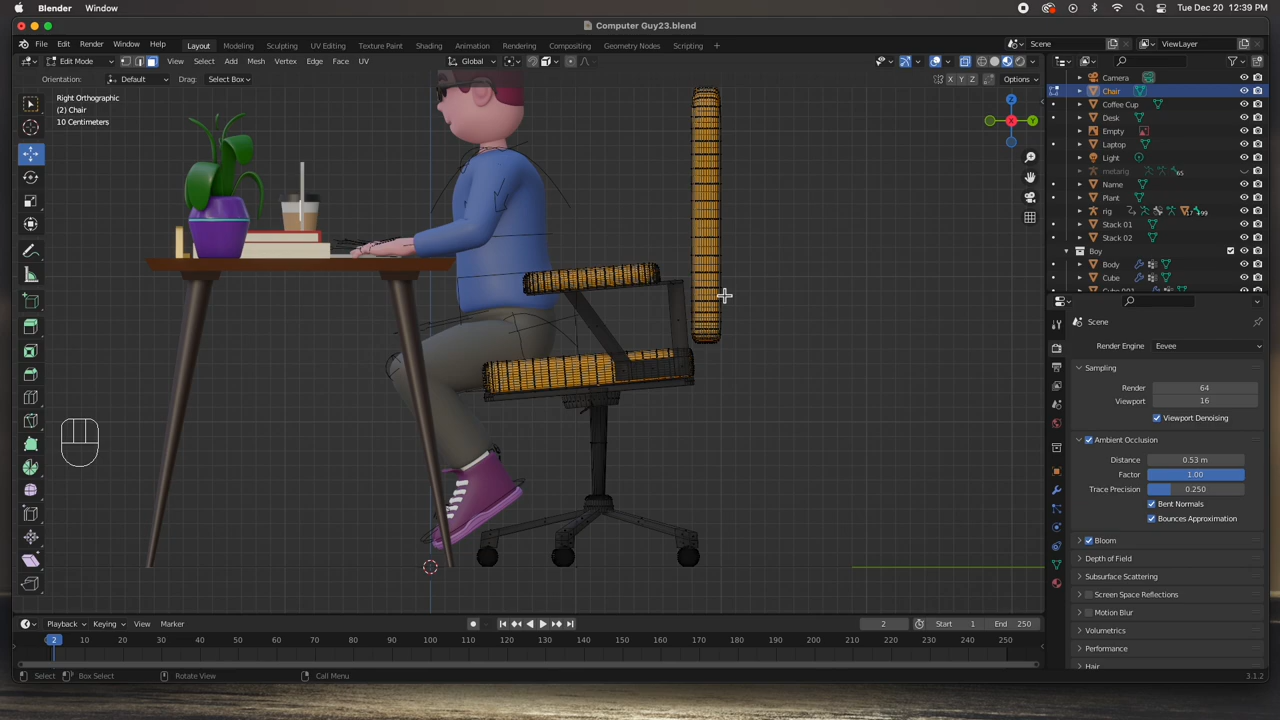 Blender Window Tue Dec 20 12:39 PM
Computer Guy23.blend
File Edit Render Window Help Layout Modeling Sculpting UV Editing Texture Paint Shading Animation Rendering Compositing Geometry Nodes Scripting Scene ViewLayer
Edit Mode View Select Add Mesh Vertex Edge Face UV Global
Orientation: Default Drag: Select Box X Y Z Options
Right Orthographic
(2) Chair
10 Centimeters
Z
X
Y
Camera
Chair
Coffee Cup
Desk
Empty
Laptop
Light
metarig 65
Name
Plant
rig 17 99
Stack 01
Stack 02
Boy
Body
Cube
Cube.001
Scene
Render Engine Eevee
Sampling
Render 64
Viewport 16
Viewport Denoising
Ambient Occlusion
Distance 0.53 m
Factor 1.00
Trace Precision 0.250
Bent Normals
Bounces Approximation
Bloom
Depth of Field
Subsurface Scattering
Screen Space Reflections
Motion Blur
Volumetrics
Performance
Hair
Playback Keying View Marker 2 Start 1 End 250
2 10 20 30 40 50 60 70 80 90 100 110 120 130 140 150 160 170 180 190 200 210 220 230 240 250
Select Box Select Rotate View Call Menu 3.1.2